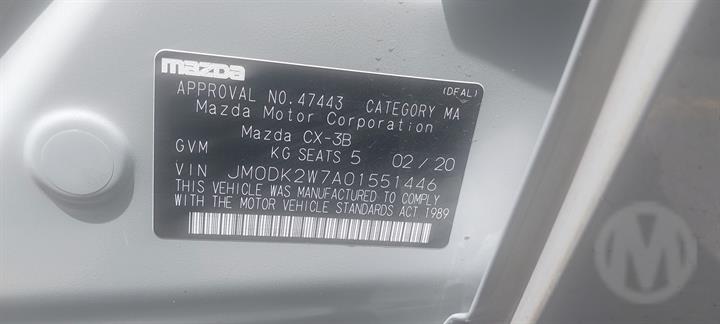 mazda
(DFAL)
APPROVAL NO.47443 CATEGORY MA
Mazda Motor Corporation
Mazda CX-3B
GVM KG SEATS 5 02/20
VIN JM0DK2W7A01551446
THIS VEHICLE WAS MANUFACTURED TO COMPLY
WITH THE MOTOR VEHICLE STANDARDS ACT 1989
M